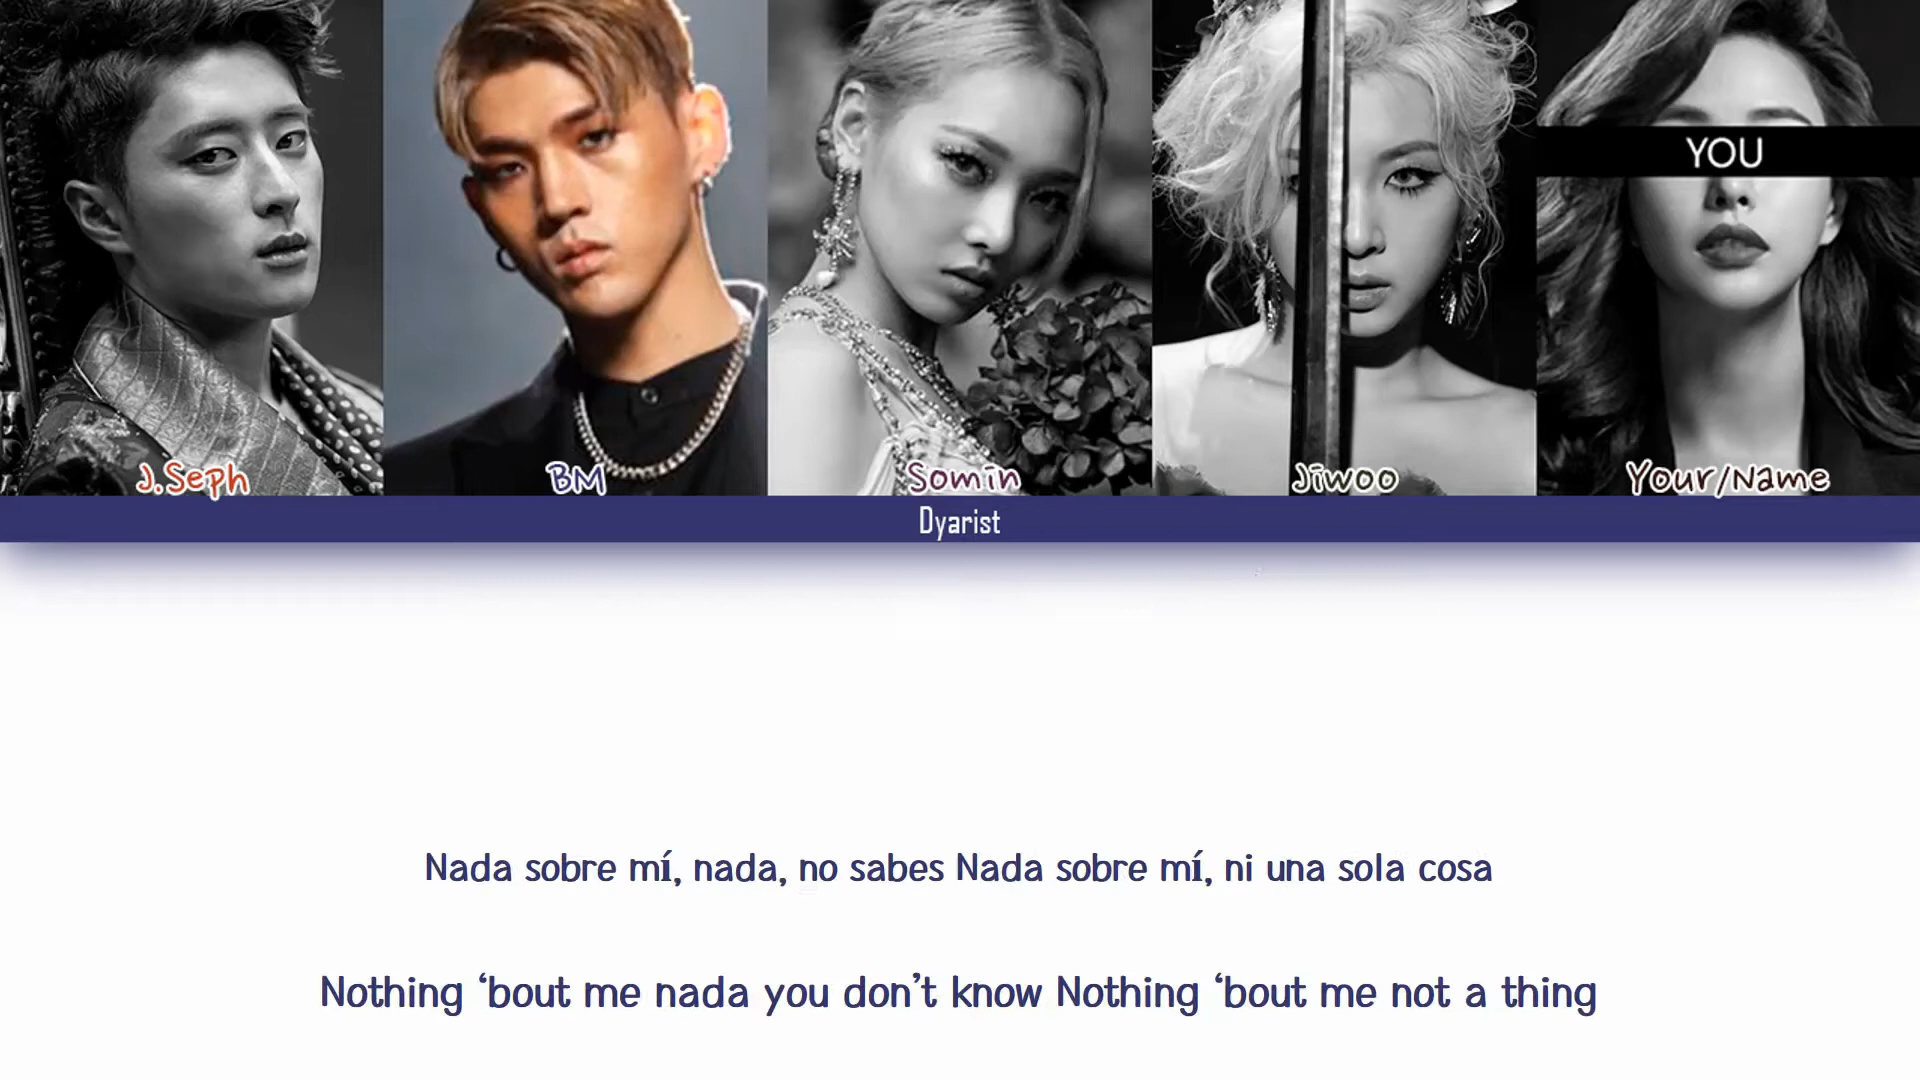 YOU
J.Seph
BM
Somin
Jiwoo
Your/Name
Dyarist
Nada sobre mí, nada, no sabes Nada sobre mí, ni una sola cosa
Nothing ‘bout me nada you don’t know Nothing ‘bout me not a thing